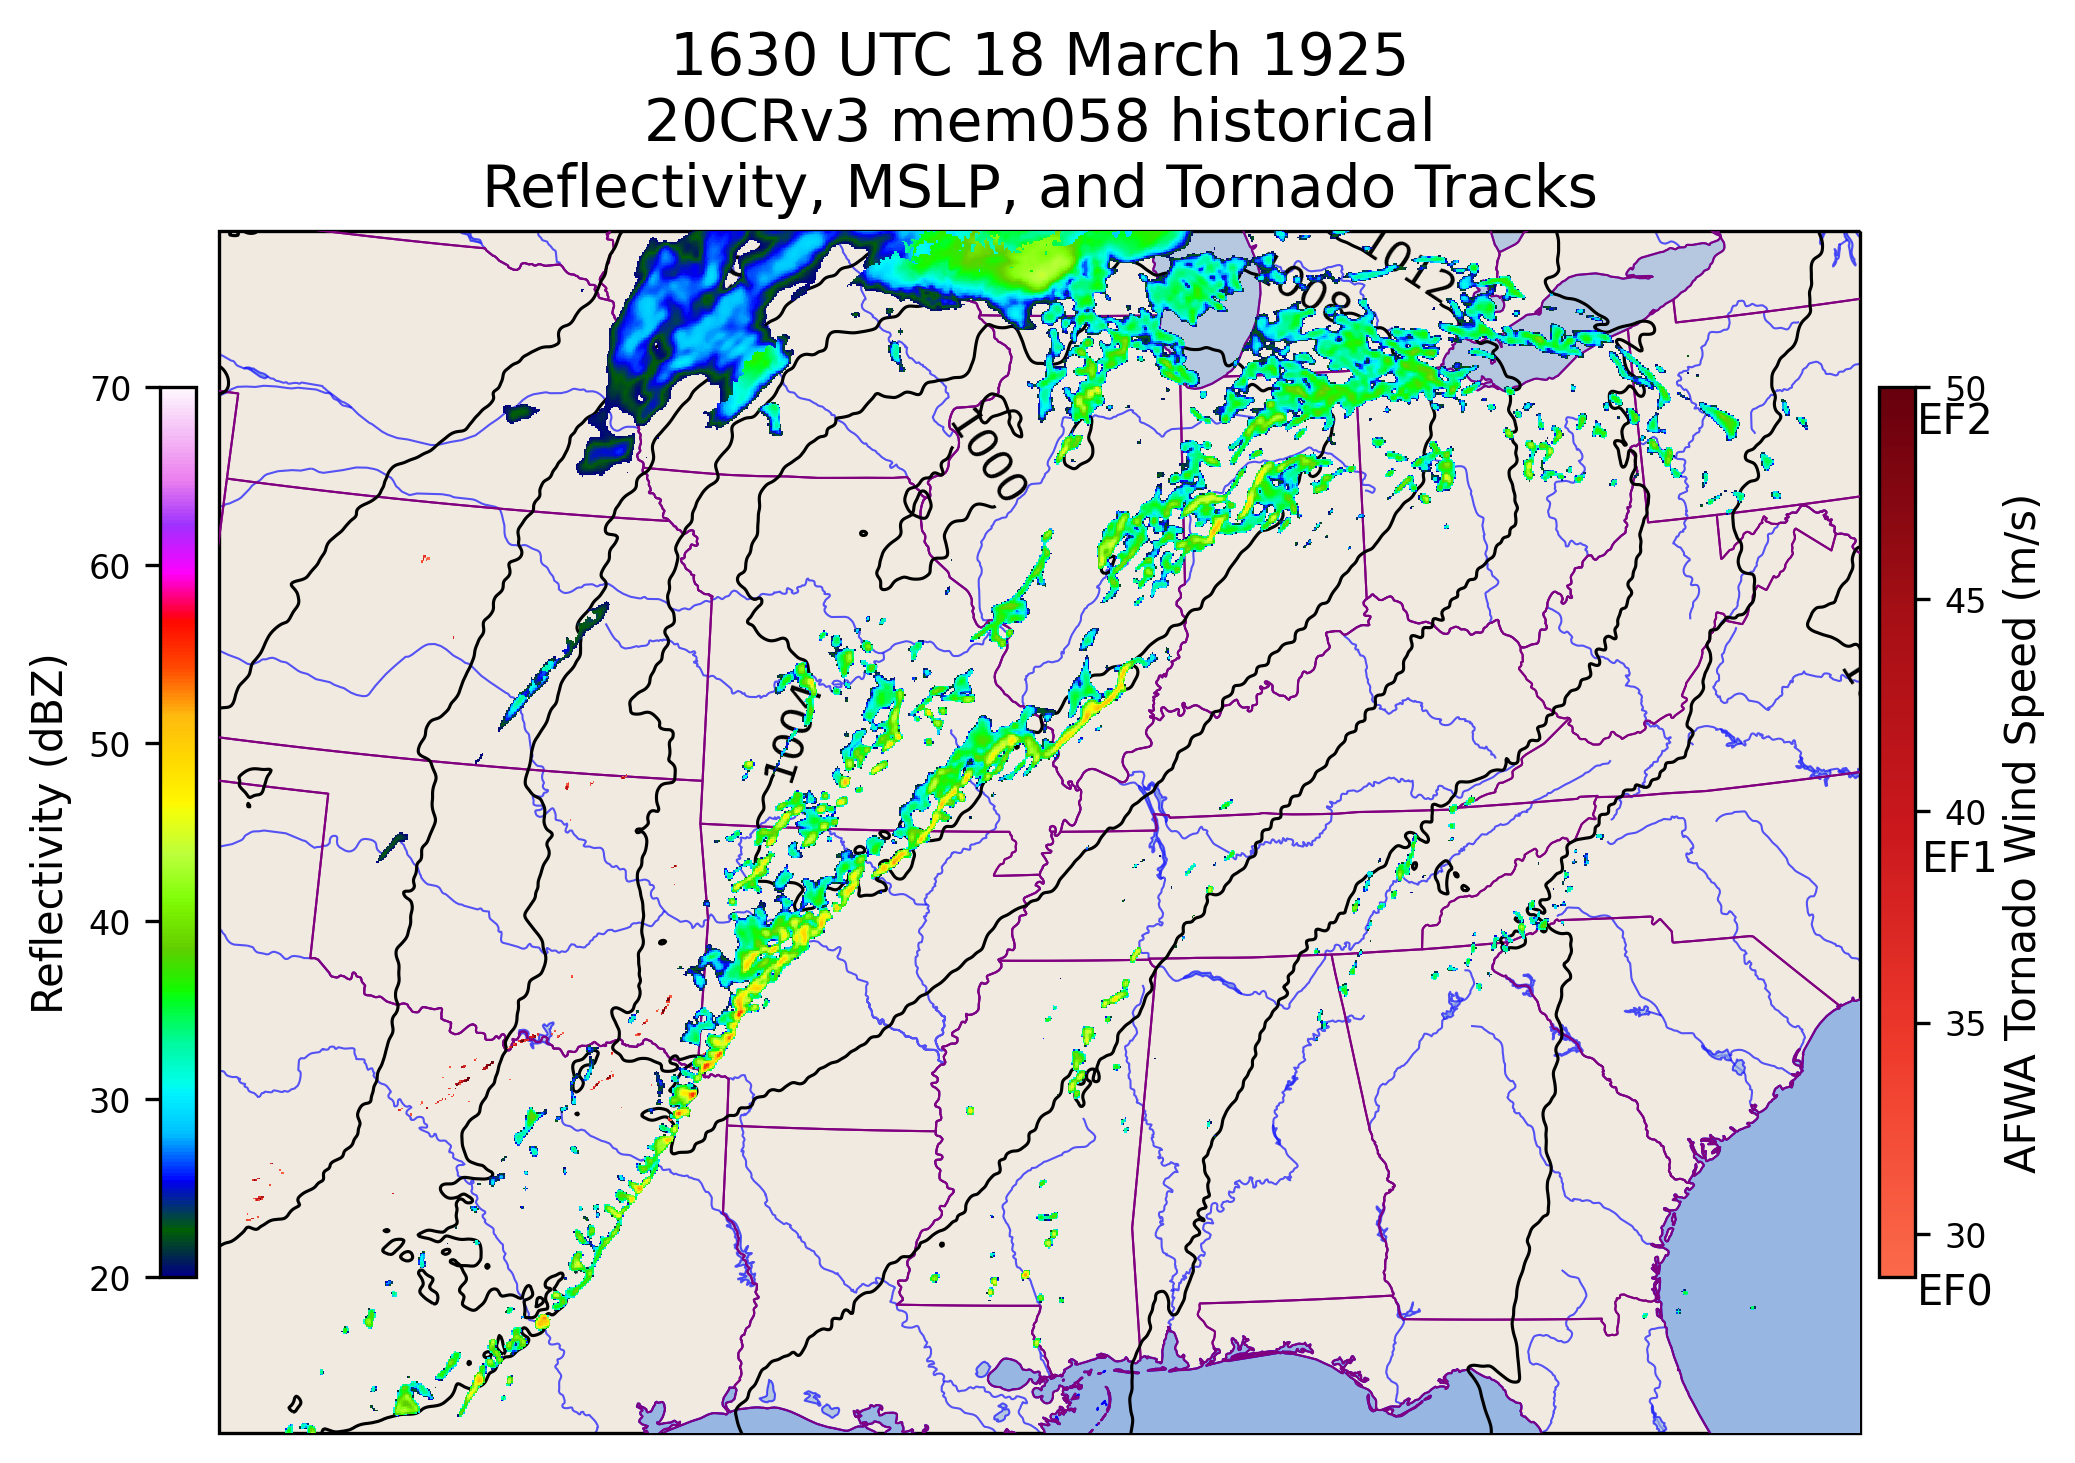 1630 UTC 18 March 1925
20CRv3 mem058 historical
Reflectivity, MSLP, and Tornado Tracks
1012
1008
1000
1004
70
60
50
40
30
20
Reflectivity (dBZ)
50
EF2
45
40
EF1
35
30
EF0
AFWA Tornado Wind Speed (m/s)